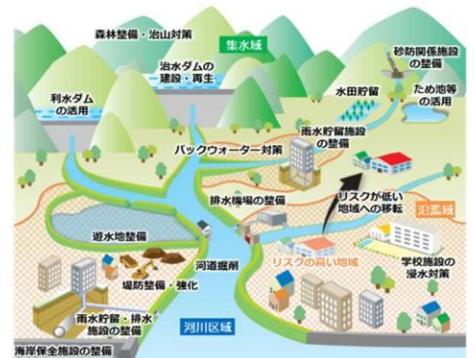 森林整備・治山対策
集水域
砂防関係施設
の整備
治水ダムの
建設・再生
利水ダム
の活用
水田貯留
ため池等
の活用
雨水貯留施設
の整備
バックウォーター対策
リスクが低い
地域への移転
排水機場の整備
氾濫域
遊水地整備
リスクの高い地域
学校施設の
浸水対策
河道掘削
堤防整備・強化
雨水貯留・排水
施設の整備
河川区域
海岸保全施設の整備